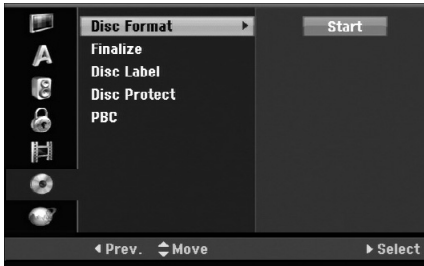 Disc Format Start
Finalize
Disc Label
Disc Protect
PBC
Prev. Move Select